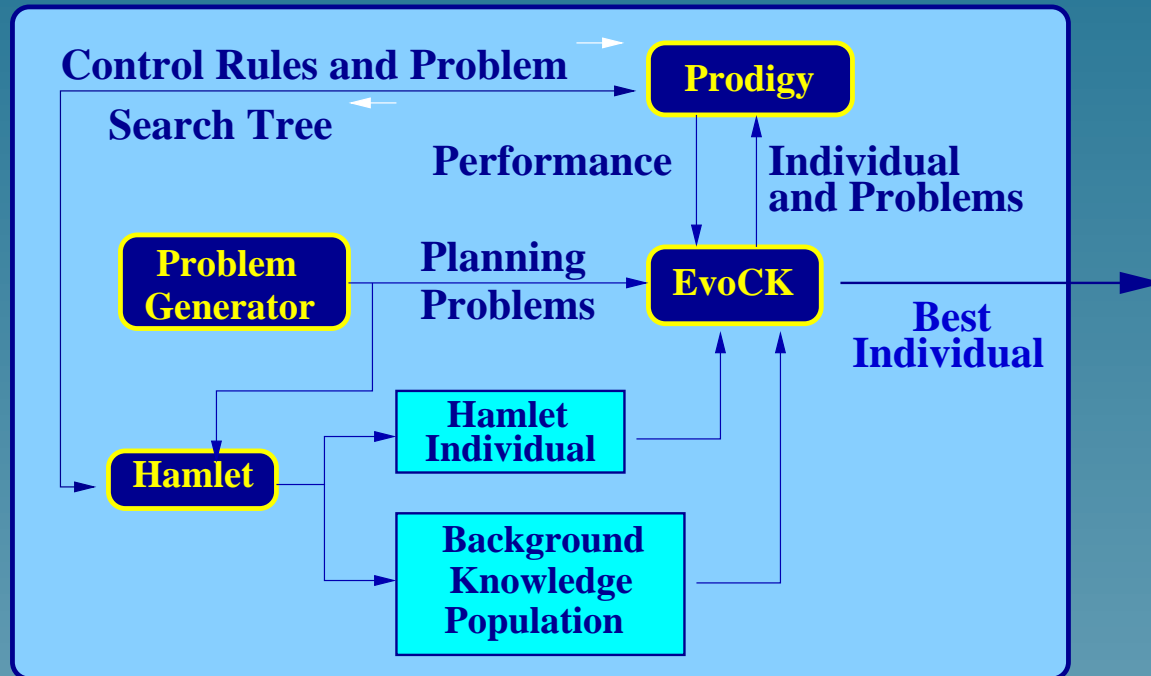 Control Rules and Problem
Search Tree
Prodigy
Performance
Individual
and Problems
Problem
Generator
Planning
Problems
EvoCK
Best
Individual
Hamlet
Individual
Hamlet
Background
Knowledge
Population